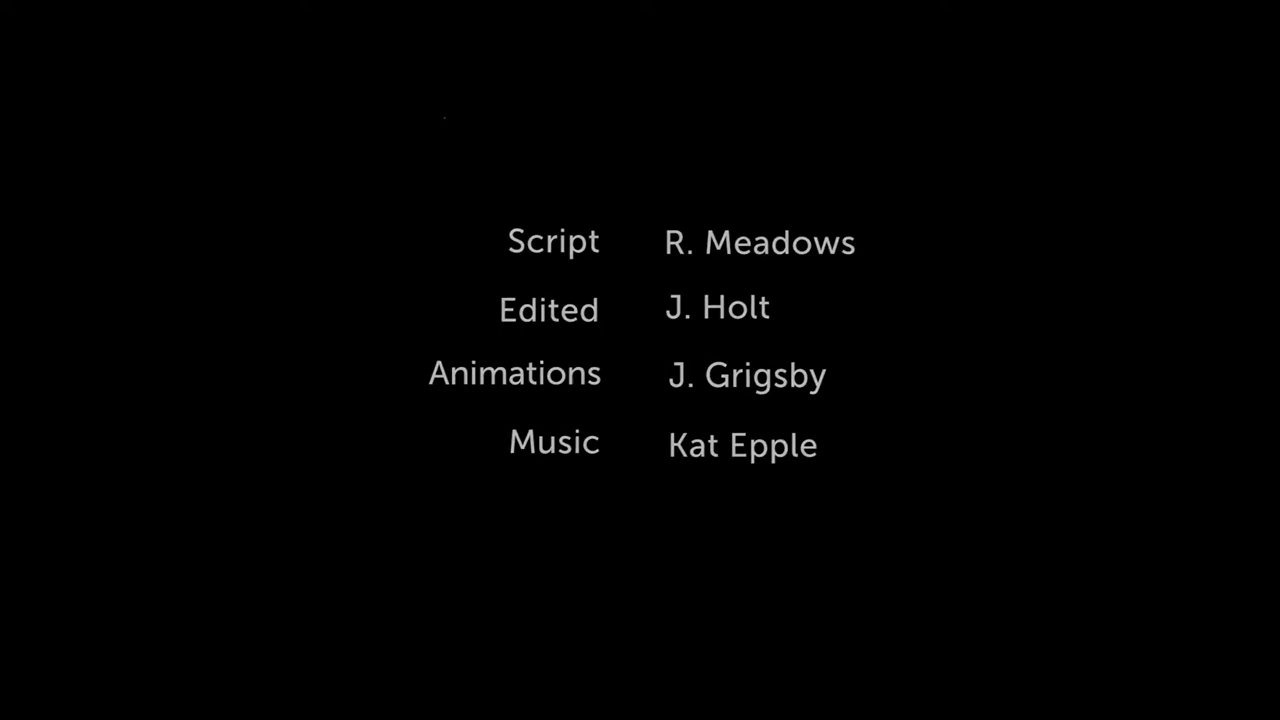 Script R. Meadows
Edited J. Holt
Animations J. Grigsby
Music Kat Epple